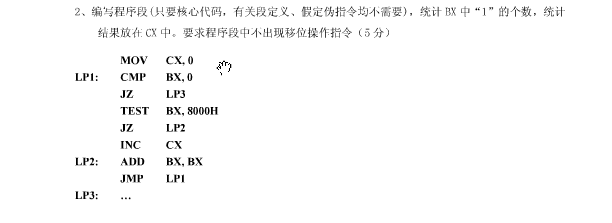 2、编写程序段(只要核心代码，有关段定义、假定伪指令均不需要)，统计 BX 中“1”的个数，统计
结果放在 CX 中。要求程序段中不出现移位操作指令（5 分）
MOV CX, 0
LP1: CMP BX, 0
JZ LP3
TEST BX, 8000H
JZ LP2
INC CX
LP2: ADD BX, BX
JMP LP1
LP3: …